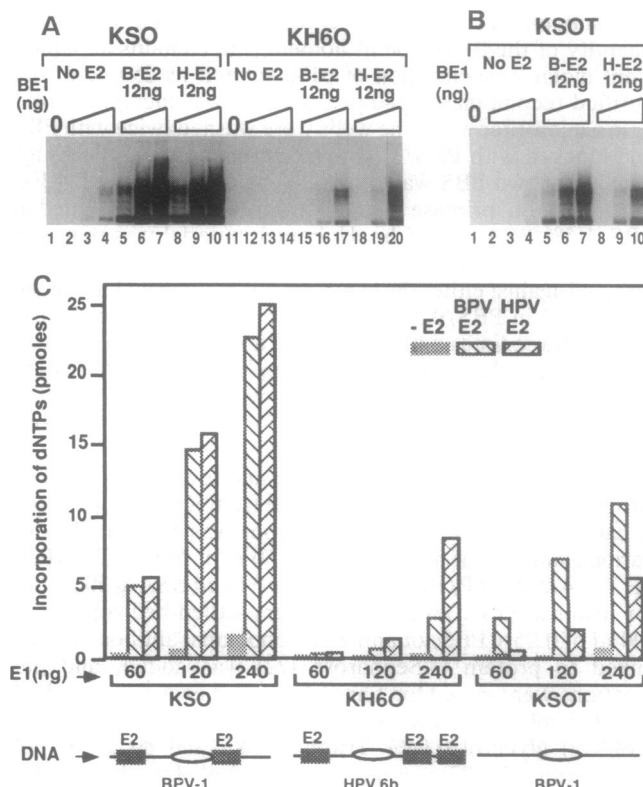 A
KSO KH6O
BE1 (ng)
No E2 B-E2 12ng H-E2 12ng No E2 B-E2 12ng H-E2 12ng
0 0
1 2 3 4 5 6 7 8 9 10 11 12 13 14 15 16 17 18 19 20
B
KSOT
BE1 (ng)
No E2 B-E2 12ng H-E2 12ng
0
1 2 3 4 5 6 7 8 9 10
C
Incorporation of dNTPs (pmoles)
25
20
15
10
5
0
- E2 BPV E2 HPV E2
E1(ng) 60 120 240 60 120 240 60 120 240
KSO KH6O KSOT
DNA E2 E2 E2 E2 E2
BPV-1 HPV 6b BPV-1